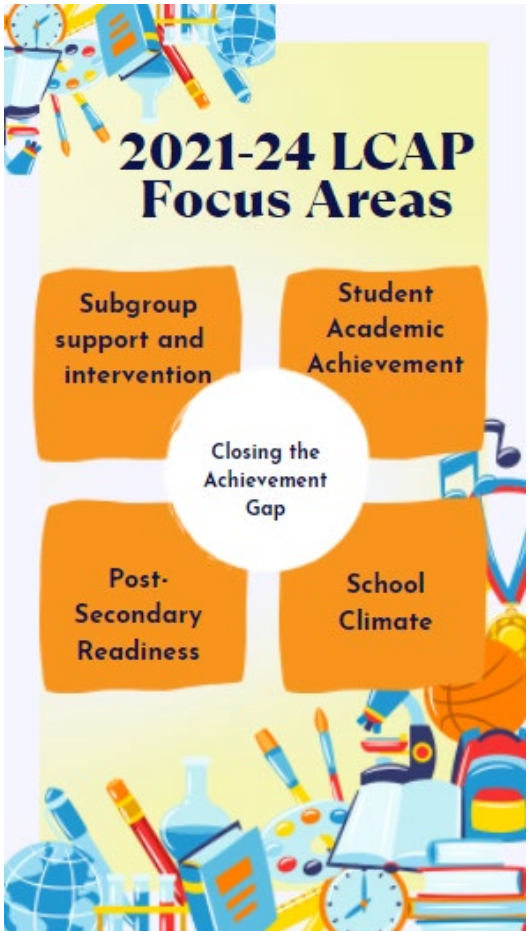 2021-24 LCAP
Focus Areas
Subgroup
support and
intervention
Student
Academic
Achievement
Closing the
Achievement
Gap
Post-
Secondary
Readiness
School
Climate